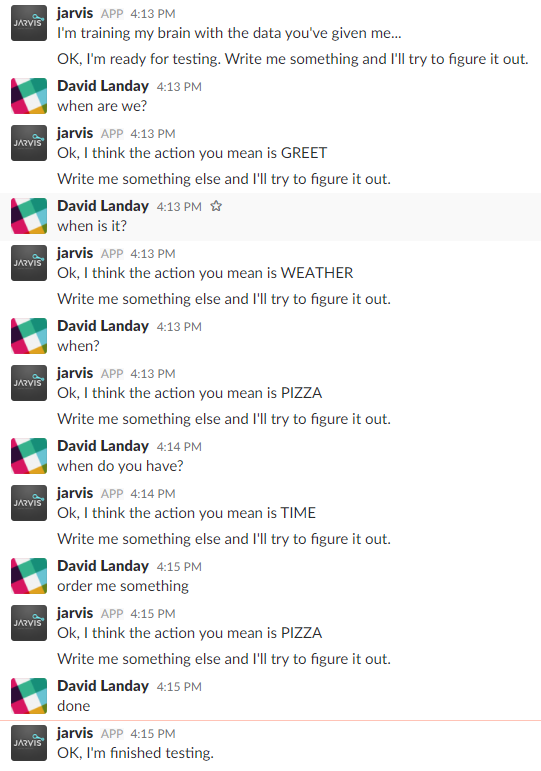 jarvis APP 4:13 PM
JARVIS
I'm training my brain with the data you've given me...
OK, I'm ready for testing. Write me something and I'll try to figure it out.
David Landay 4:13 PM
when are we?
jarvis APP 4:13 PM
JARVIS
Ok, I think the action you mean is GREET
Write me something else and I'll try to figure it out.
David Landay 4:13 PM
when is it?
jarvis APP 4:13 PM
JARVIS
Ok, I think the action you mean is WEATHER
Write me something else and I'll try to figure it out.
David Landay 4:13 PM
when?
jarvis APP 4:13 PM
JARVIS
Ok, I think the action you mean is PIZZA
Write me something else and I'll try to figure it out.
David Landay 4:14 PM
when do you have?
jarvis APP 4:14 PM
JARVIS
Ok, I think the action you mean is TIME
Write me something else and I'll try to figure it out.
David Landay 4:15 PM
order me something
jarvis APP 4:15 PM
JARVIS
Ok, I think the action you mean is PIZZA
Write me something else and I'll try to figure it out.
David Landay 4:15 PM
done
jarvis APP 4:15 PM
JARVIS
OK, I'm finished testing.